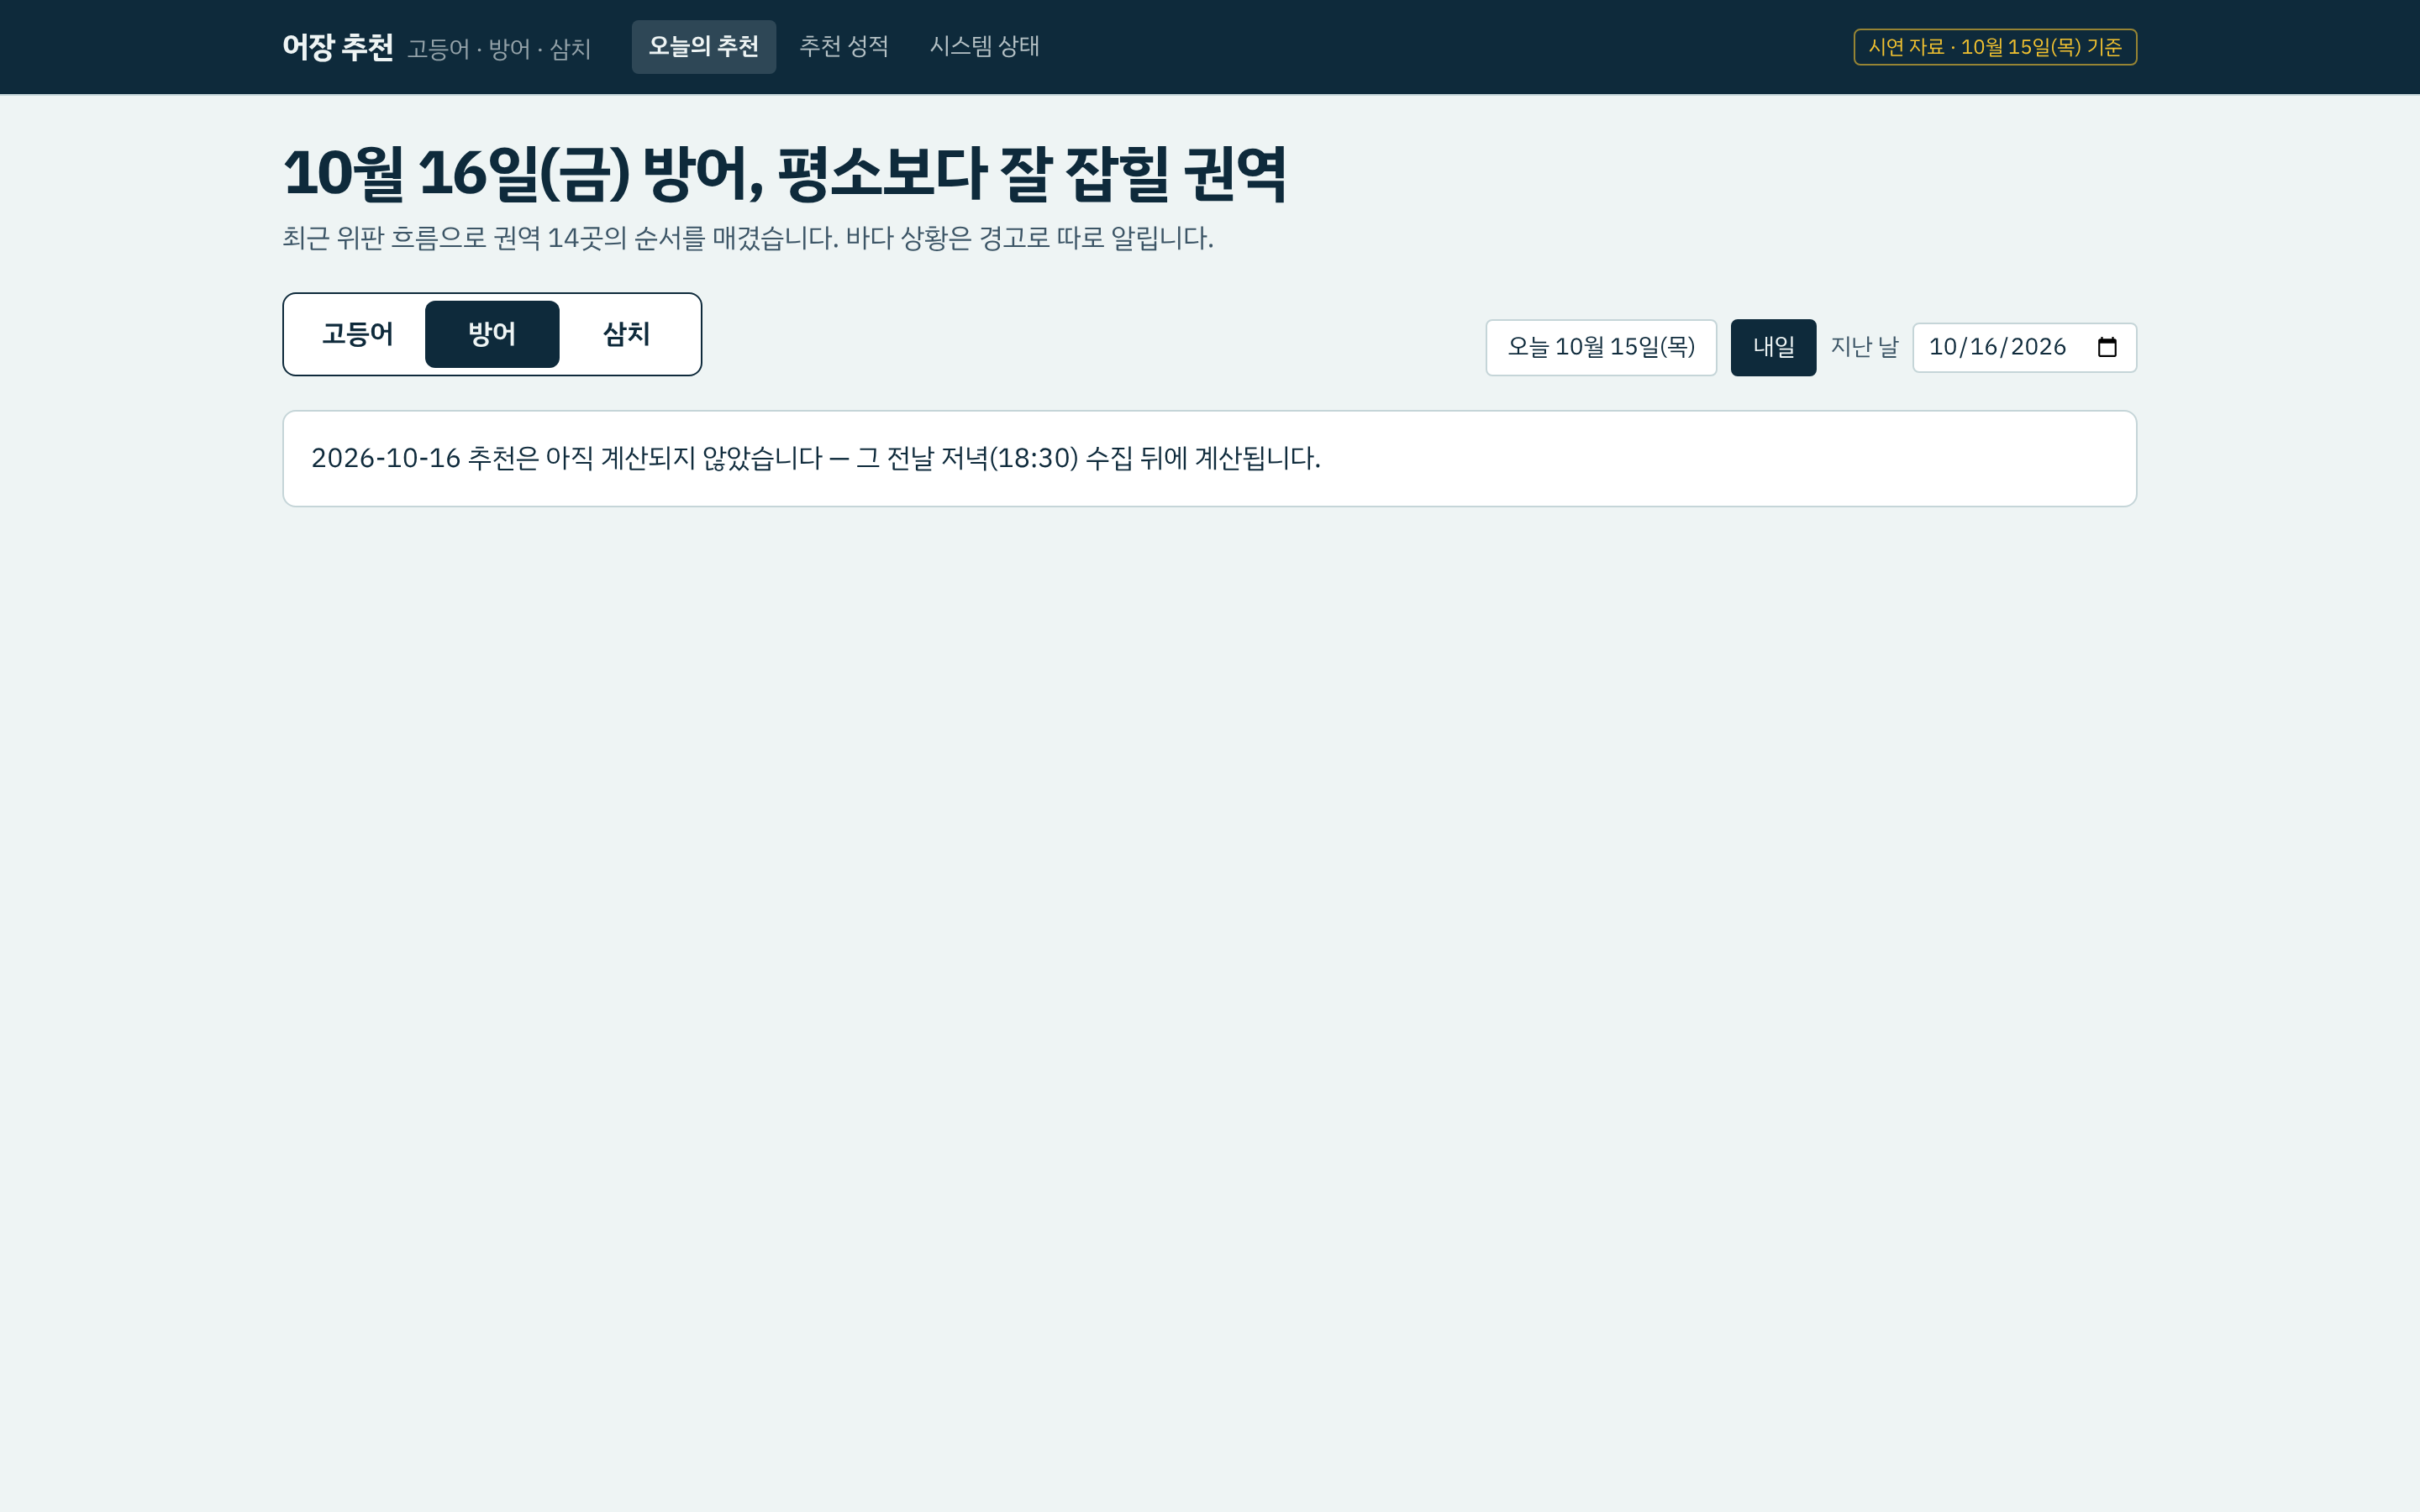 어장 추천 고등어 · 방어 · 삼치 오늘의 추천 추천 성적 시스템 상태 시연 자료 · 10월 15일(목) 기준
10월 16일(금) 방어, 평소보다 잘 잡힐 권역
최근 위판 흐름으로 권역 14곳의 순서를 매겼습니다. 바다 상황은 경고로 따로 알립니다.
고등어 방어 삼치 오늘 10월 15일(목) 내일 지난 날 10/16/2026
2026-10-16 추천은 아직 계산되지 않았습니다 — 그 전날 저녁(18:30) 수집 뒤에 계산됩니다.